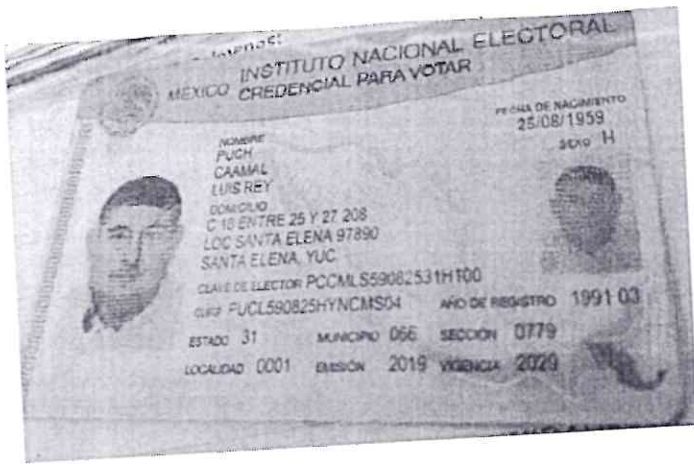 MÉXICO INSTITUTO NACIONAL ELECTORAL
CREDENCIAL PARA VOTAR
FECHA DE NACIMIENTO
25/08/1959
SEXO H
NOMBRE
PUCH
CAAMAL
LUIS REY
DOMICILIO
C 18 ENTRE 25 Y 27 208
LOC SANTA ELENA 97890
SANTA ELENA, YUC.
CLAVE DE ELECTOR PCCMLS59082531H100
CURP PUCL590825HYNCMS04 AÑO DE REGISTRO 1991 03
ESTADO 31 MUNICIPIO 066 SECCIÓN 0779
LOCALIDAD 0001 EMISIÓN 2019 VIGENCIA 2029